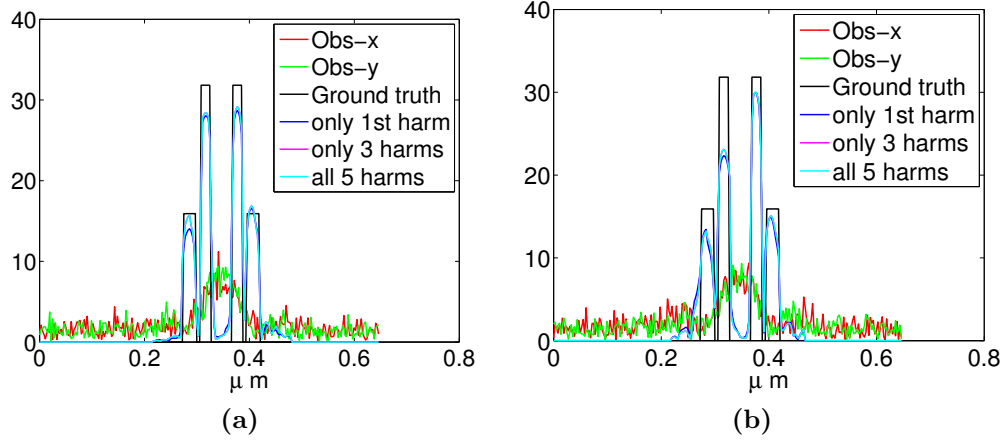 40
30
20
10
0
0
0.2
0.4
0.6
0.8
μ m
Obs-x
Obs-y
Ground truth
only 1st harm
only 3 harms
all 5 harms
(a)
40
30
20
10
0
0
0.2
0.4
0.6
0.8
μ m
Obs-x
Obs-y
Ground truth
only 1st harm
only 3 harms
all 5 harms
(b)